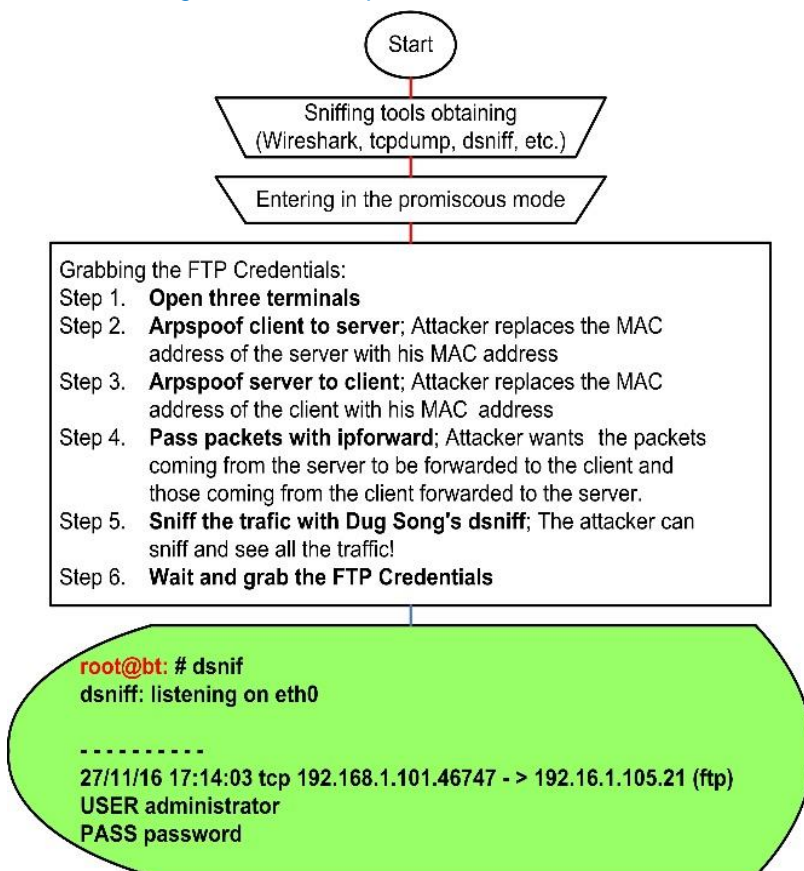 Start
Sniffing tools obtaining
(Wireshark, tcpdump, dsniff, etc.)
Entering in the promiscous mode
Grabbing the FTP Credentials:
Step 1. Open three terminals
Step 2. Arpspoof client to server; Attacker replaces the MAC
address of the server with his MAC address
Step 3. Arpspoof server to client; Attacker replaces the MAC
address of the client with his MAC address
Step 4. Pass packets with ipforward; Attacker wants the packets
coming from the server to be forwarded to the client and
those coming from the client forwarded to the server.
Step 5. Sniff the trafic with Dug Song's dsniff; The attacker can
sniff and see all the traffic!
Step 6. Wait and grab the FTP Credentials
root@bt: # dsnif
dsniff: listening on eth0
- - - - - - - - - -
27/11/16 17:14:03 tcp 192.168.1.101.46747 - > 192.16.1.105.21 (ftp)
USER administrator
PASS password